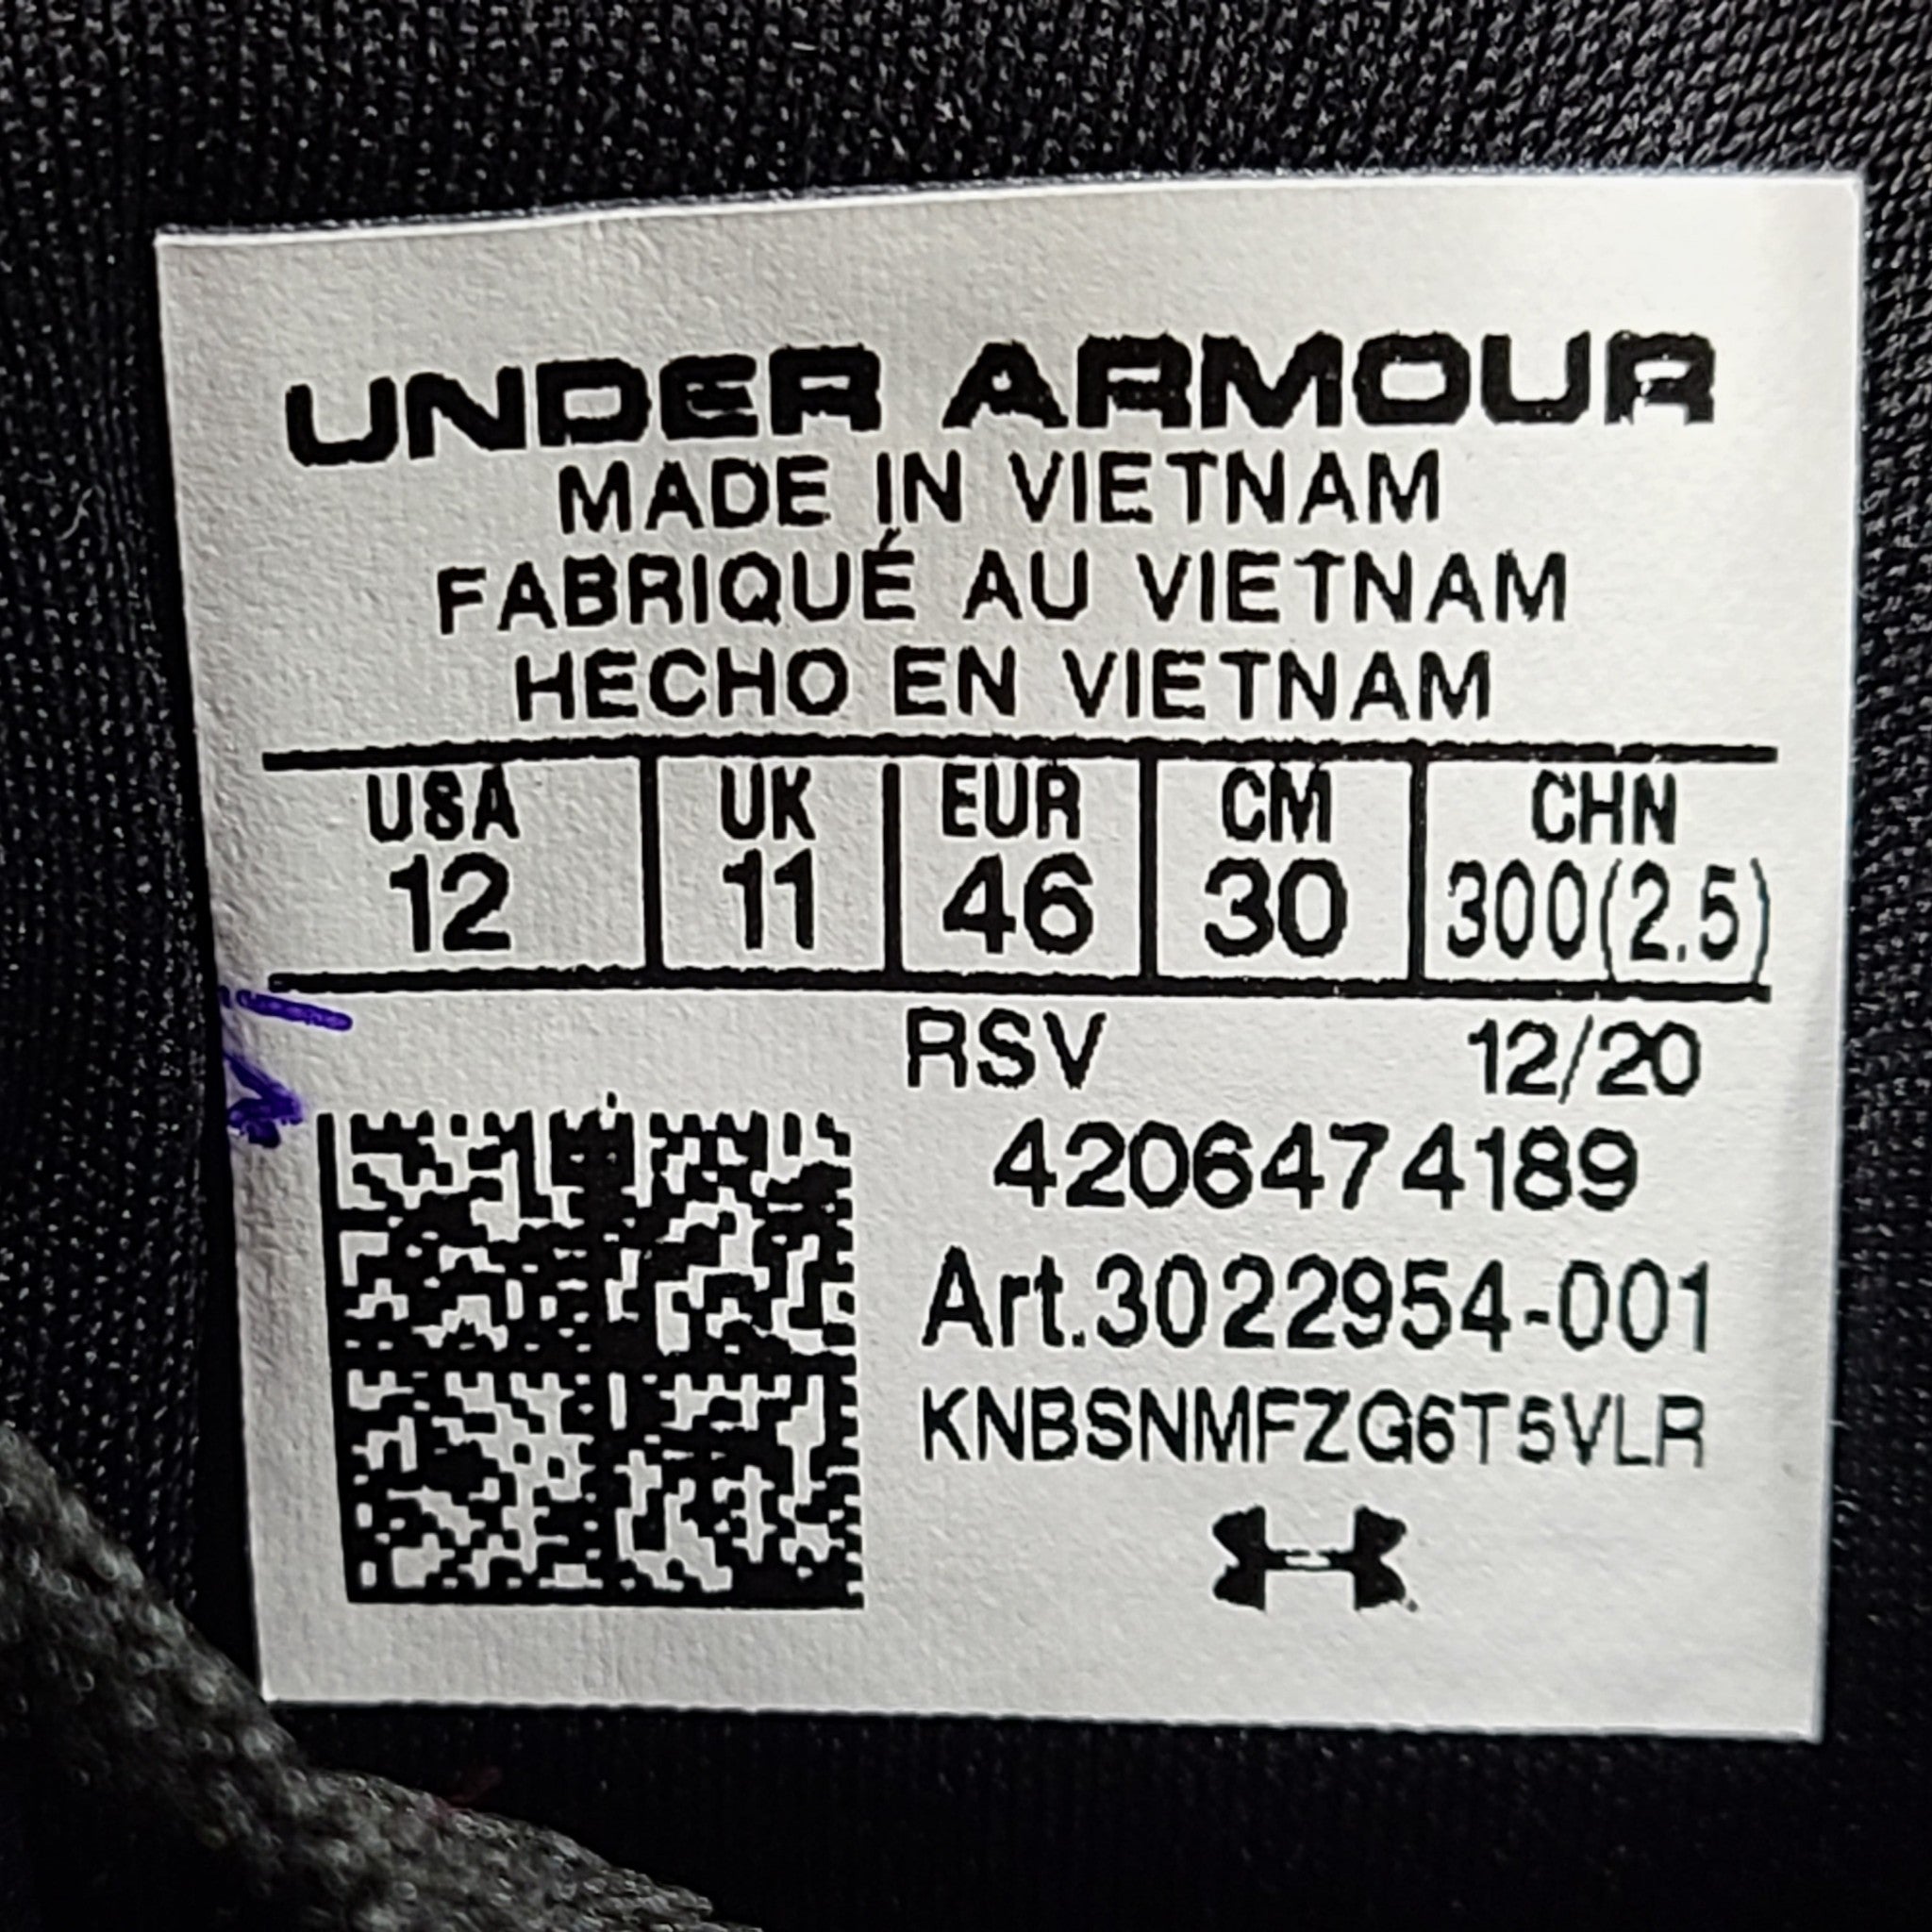 UNDER ARMOUR
MADE IN VIETNAM
FABRIQUÉ AU VIETNAM
HECHO EN VIETNAM
USA UK EUR CM CHN
12 11 46 30 300(2.5)
RSV 12/20
4206474189
Art.3022954-001
KNBSNMFZG6T5VLR